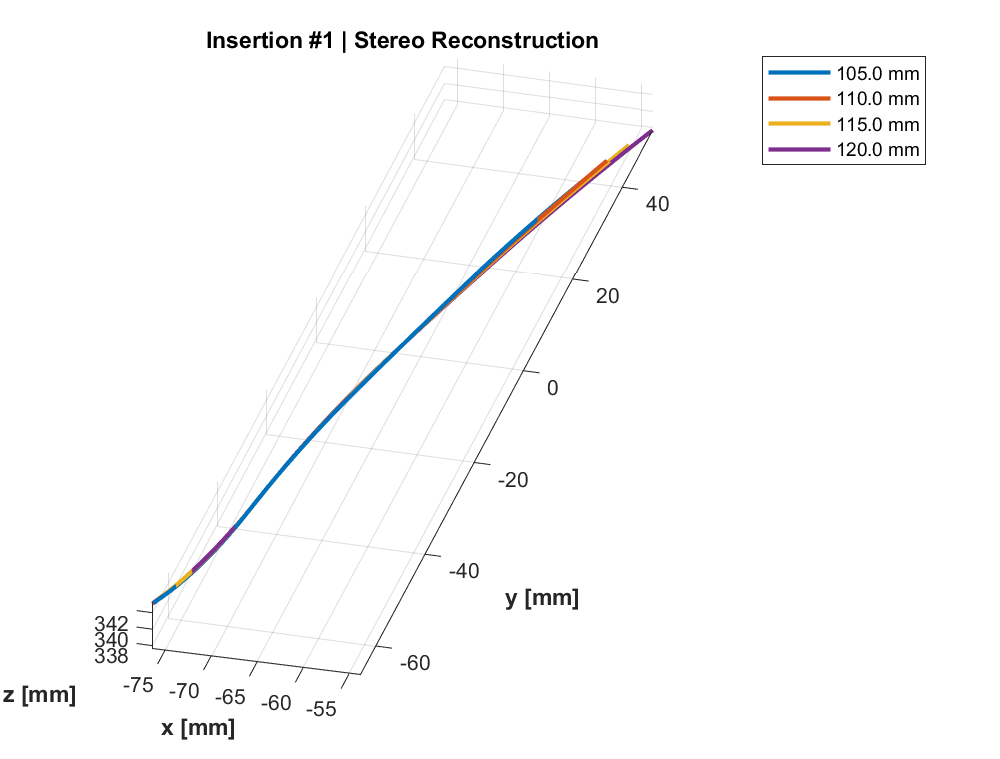 Insertion #1 | Stereo Reconstruction
105.0 mm
110.0 mm
115.0 mm
120.0 mm
40
20
0
-20
-40
-60
y [mm]
342
340
338
z [mm]
-75
-70
-65
-60
-55
x [mm]